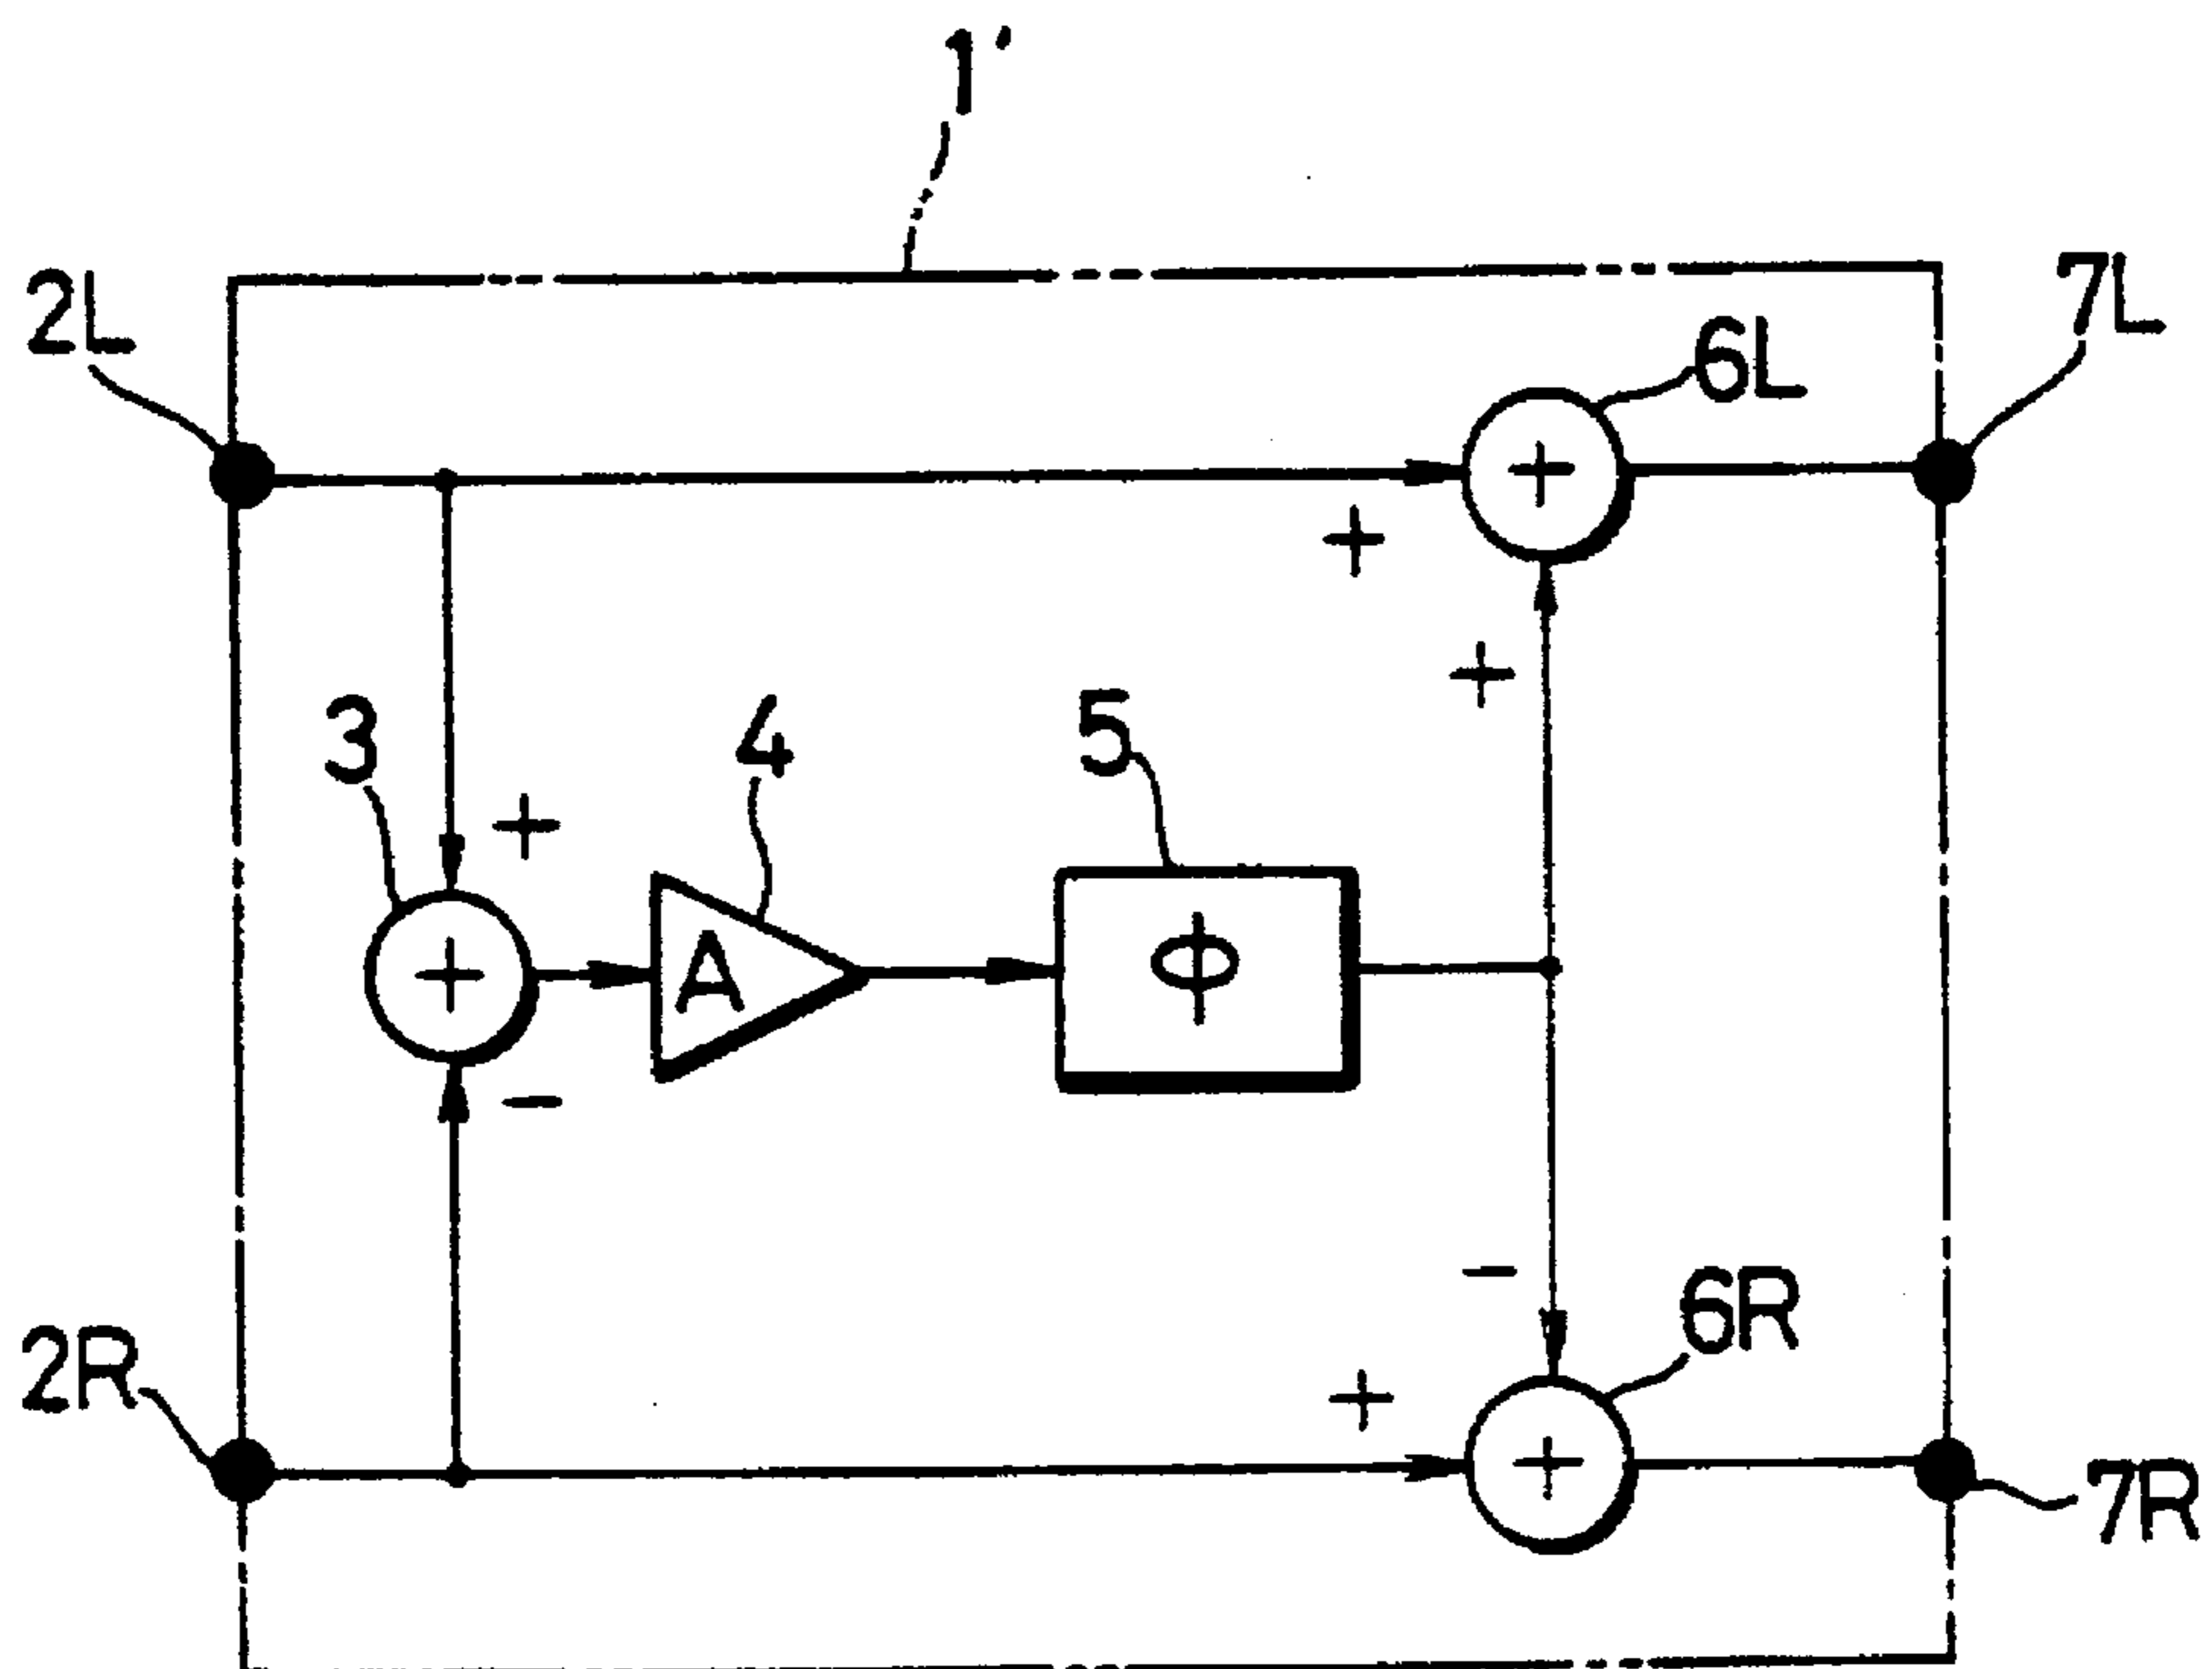 1'
2L
7L
6L
+
+
+
3
4
5
+
+
A
Φ
-
-
6R
2R
+
+
7R